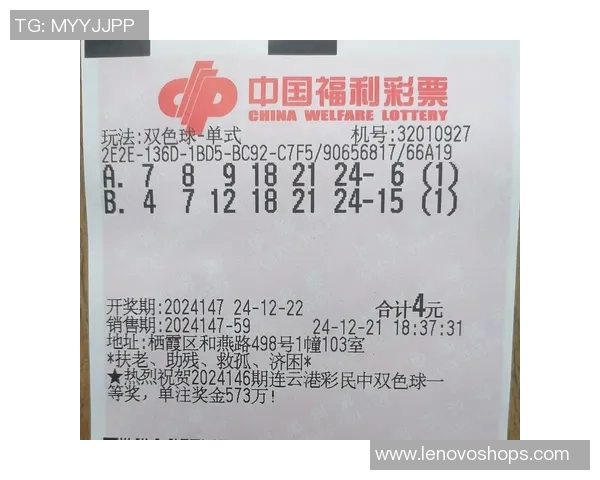 TG: MYYJJPP
中国福利彩票
CHINA WELFARE LOTTERY
玩法:双色球-单式 机号:32010927
2E2E-136D-1BD5-BC92-C7F5/90656817/66A19
A. 7 8 9 18 21 24- 6 (1)
B. 4 7 12 18 21 24-15 (1)
开奖期:2024147 24-12-22 合计4元
销售期:2024147-59 24-12-21 18:37:31
地址:栖霞区和燕路498号1幢103室
*扶老、助残、救孤、济困*
★热烈祝贺2024146期连云港彩民中双色球一
等奖，单注奖金573万!
www.lenovoshops.com